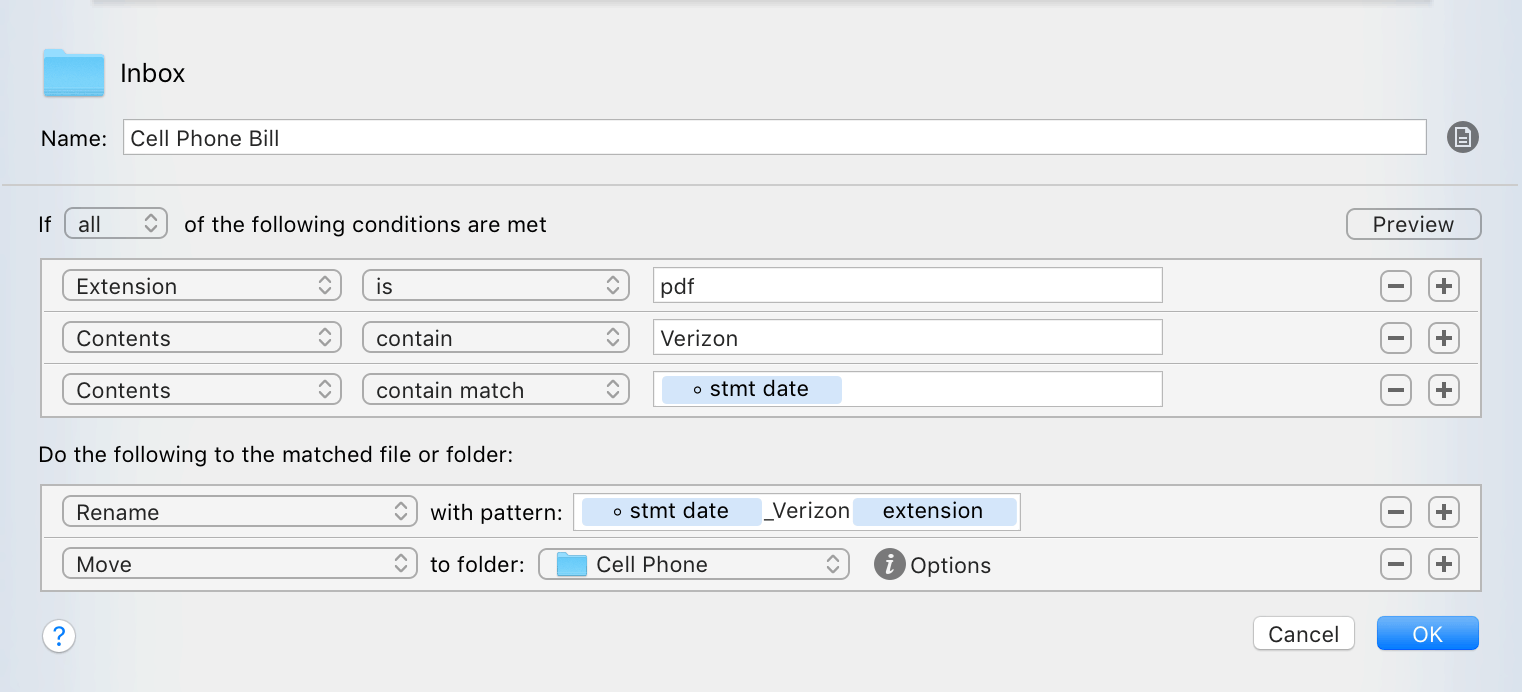 Inbox
Name: Cell Phone Bill
If all of the following conditions are met Preview
Extension is pdf
Contents contain Verizon
Contents contain match ∘ stmt date
Do the following to the matched file or folder:
Rename with pattern: ∘ stmt date _Verizon extension
Move to folder: Cell Phone i Options
? Cancel OK